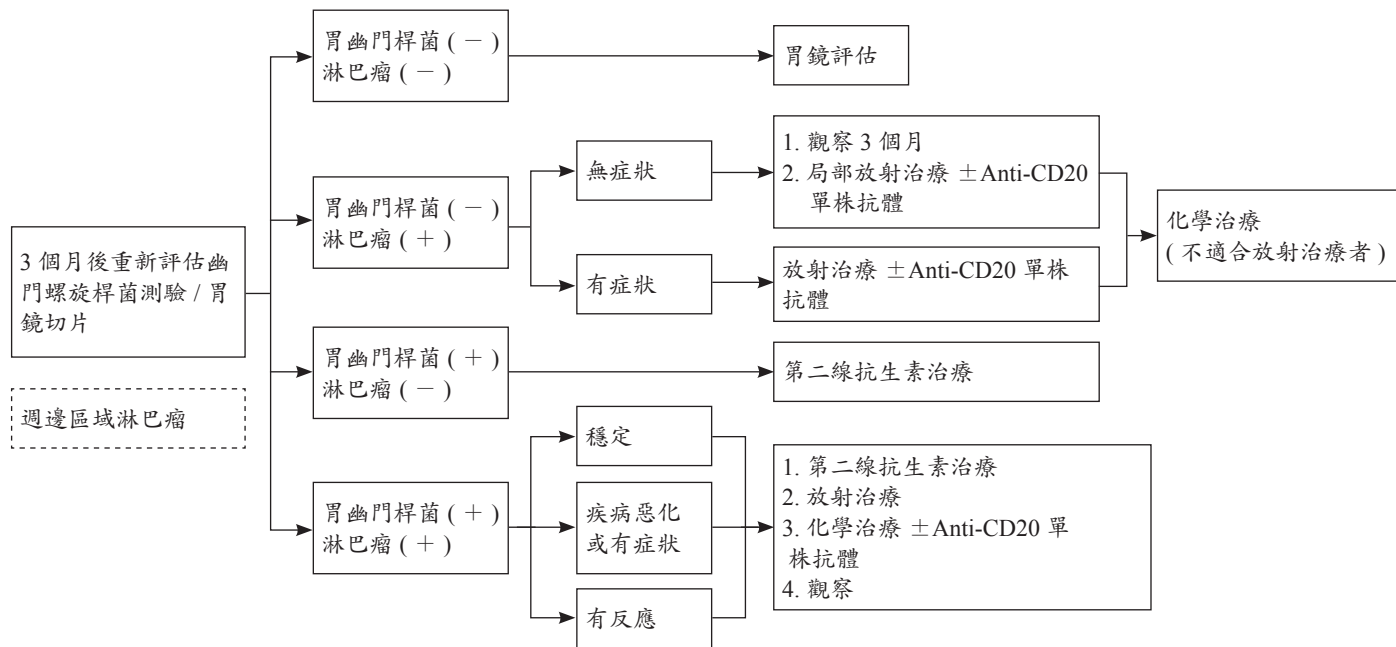 3 個月後重新評估幽
門螺旋桿菌測驗 / 胃
鏡切片
週邊區域淋巴瘤
胃幽門桿菌 ( － )
淋巴瘤 ( － )
胃鏡評估
胃幽門桿菌 ( － )
淋巴瘤 ( ＋ )
無症狀
1. 觀察 3 個月
2. 局部放射治療 ±Anti-CD20
單株抗體
有症狀
放射治療 ±Anti-CD20 單株
抗體
化學治療
( 不適合放射治療者 )
胃幽門桿菌 ( ＋ )
淋巴瘤 ( － )
第二線抗生素治療
胃幽門桿菌 ( ＋ )
淋巴瘤 ( ＋ )
穩定
疾病惡化
或有症狀
有反應
1. 第二線抗生素治療
2. 放射治療
3. 化學治療 ±Anti-CD20 單
株抗體
4. 觀察